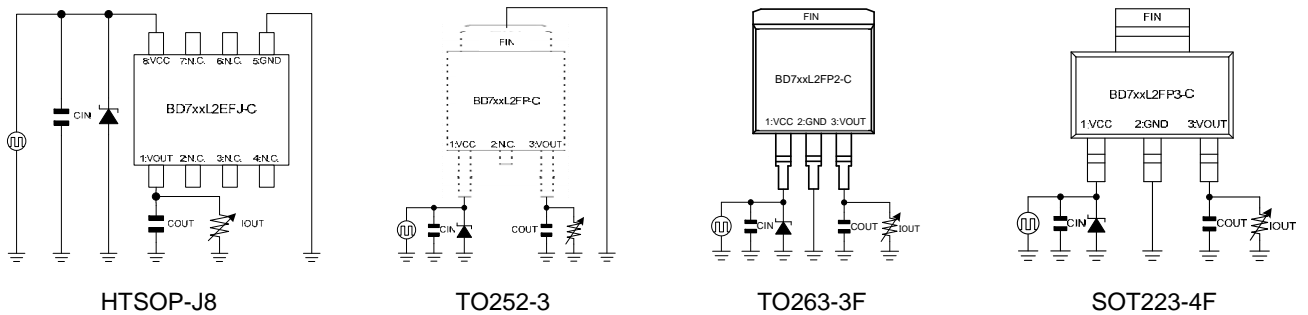 8:VCC 7:N.C. 6:N.C. 5:GND
BD7xxL2EFJ-C
CIN
1:VOUT 2:N.C. 3:N.C. 4:N.C.
COUT IOUT
HTSOP-J8
FIN
BD7xxL2FP-C
1:VCC 2:N.C. 3:VOUT
CIN COUT
TO252-3
FIN
BD7xxL2FP2-C
1:VCC 2:GND 3:VOUT
CIN COUT IOUT
TO263-3F
FIN
BD7xxL2FP3-C
1:VCC 2:GND 3:VOUT
CIN COUT IOUT
SOT223-4F